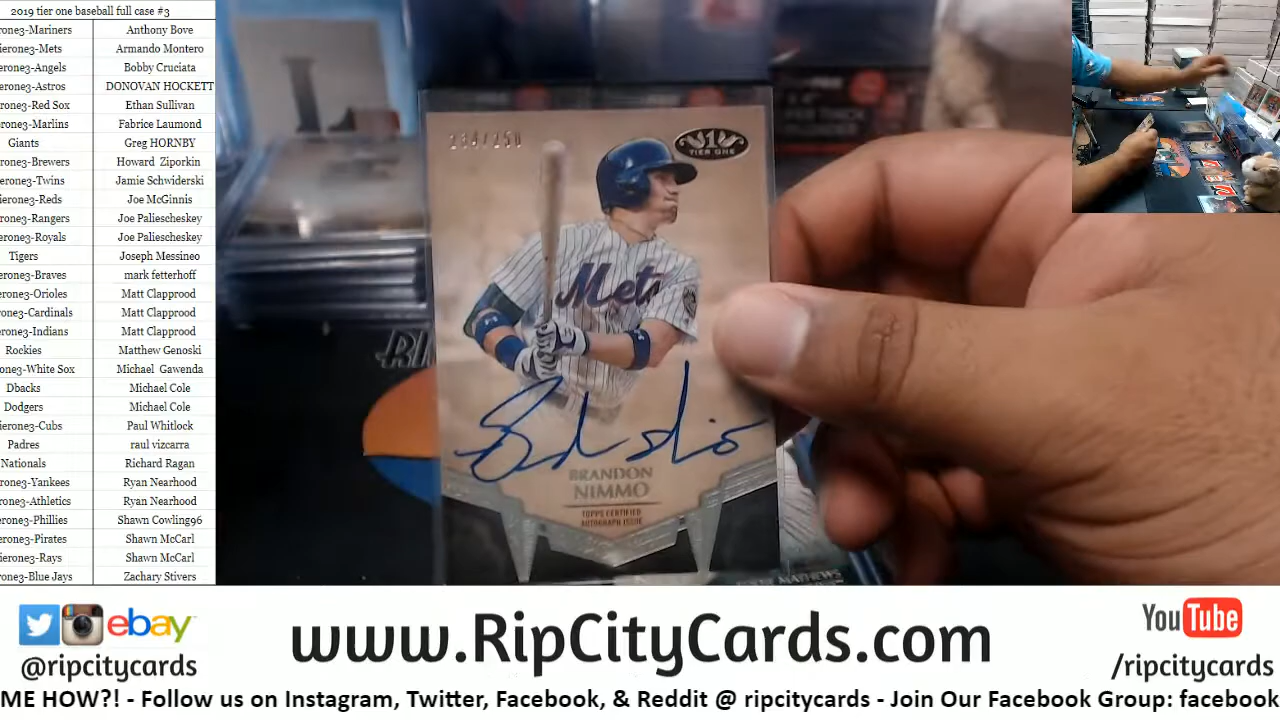 2019 tier one baseball full case #3
rone3-Mariners Anthony Bove
ierone3-Mets Armando Montero
erone3-Angels Bobby Cruciata
erone3-Astros DONOVAN HOCKETT
erone3-Red Sox Ethan Sullivan
erone3-Marlins Fabrice Laumond
Giants Greg HORNBY
erone3-Brewers Howard Ziporkin
ierone3-Twins Jamie Schwiderski
ierone3-Reds Joe McGinnis
erone3-Rangers Joe Paliescheskey
erone3-Royals Joe Paliescheskey
Tigers Joseph Messineo
erone3-Braves mark fetterhoff
erone3-Orioles Matt Clapprood
rone3-Cardinals Matt Clapprood
erone3-Indians Matt Clapprood
Rockies Matthew Genoski
one3-White Sox Michael Gawenda
Dbacks Michael Cole
Dodgers Michael Cole
ierone3-Cubs Paul Whitlock
Padres raul vizcarra
Nationals Richard Ragan
erone3-Yankees Ryan Nearhood
rone3-Athletics Ryan Nearhood
erone3-Phillies Shawn Cowling96
erone3-Pirates Shawn McCarl
ierone3-Rays Shawn McCarl
rone3-Blue Jays Zachary Stivers
TIER ONE
Mets
BRANDON
NIMMO
TOPPS CERTIFIED
AUTOGRAPH ISSUE
MATHEWS
ebay
@ripcitycards
www.RipCityCards.com
YouTube
/ripcitycards
ME HOW?! - Follow us on Instagram, Twitter, Facebook, & Reddit @ ripcitycards - Join Our Facebook Group: facebook